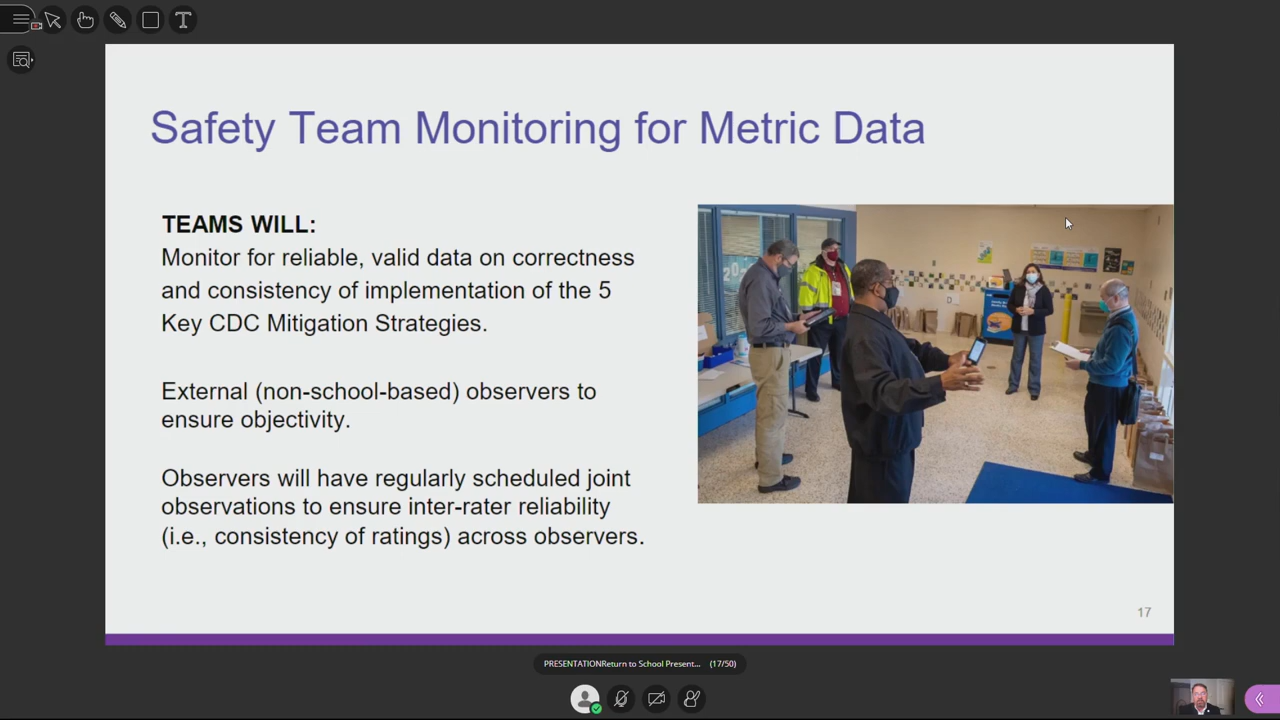 T
Safety Team Monitoring for Metric Data
TEAMS WILL:
Monitor for reliable, valid data on correctness
and consistency of implementation of the 5
Key CDC Mitigation Strategies.
External (non-school-based) observers to
ensure objectivity.
Observers will have regularly scheduled joint
observations to ensure inter-rater reliability
(i.e., consistency of ratings) across observers.
17
PRESENTATIONReturn to School Present... (17/50)